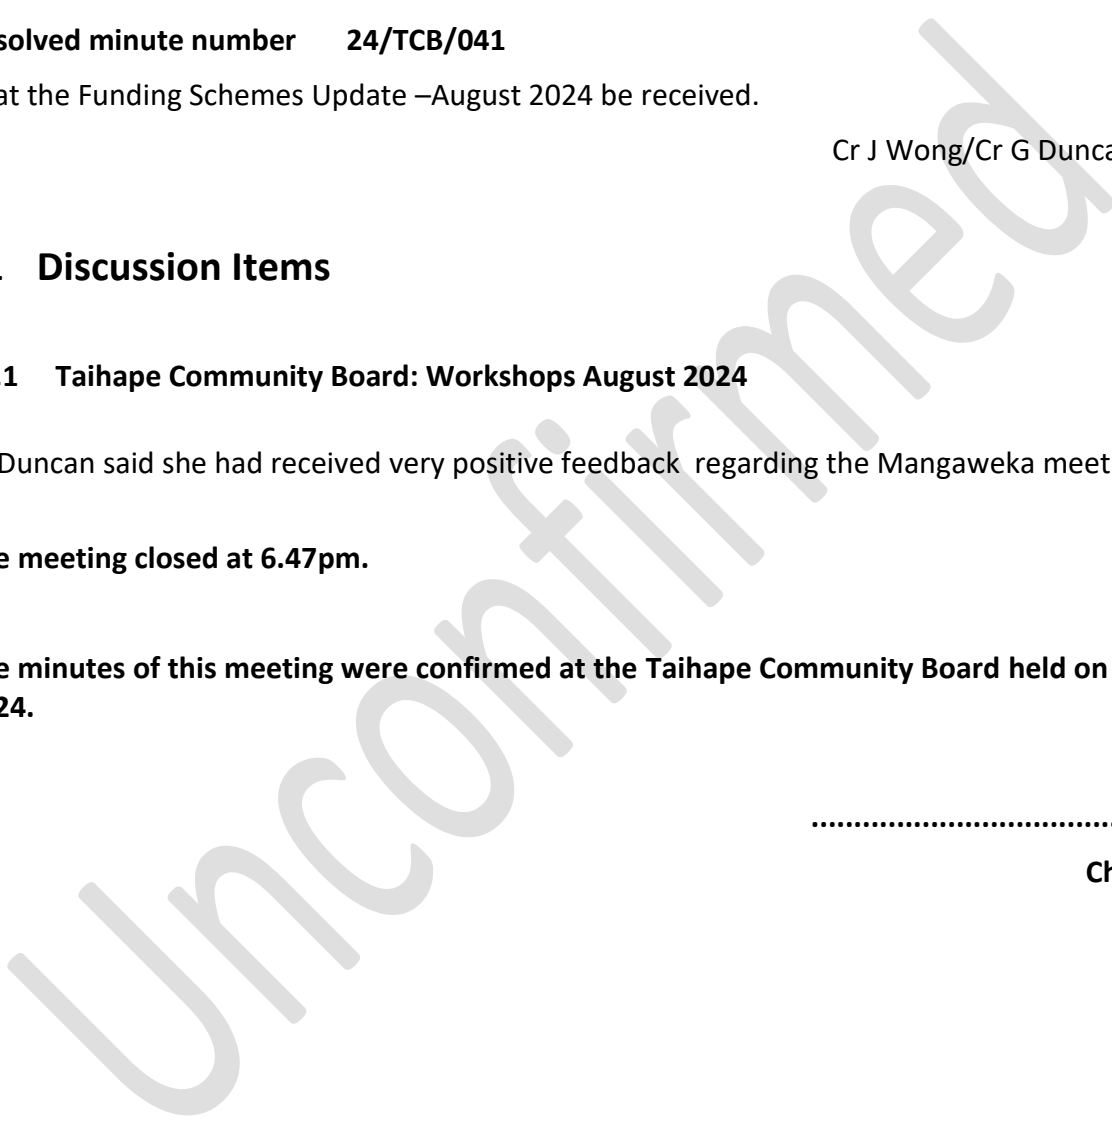 solved minute number 24/TCB/041
at the Funding Schemes Update –August 2024 be received.
Cr J Wong/Cr G Dunca
Discussion Items
.1 Taihape Community Board: Workshops August 2024
Duncan said she had received very positive feedback regarding the Mangaweka meet
e meeting closed at 6.47pm.
e minutes of this meeting were confirmed at the Taihape Community Board held on
24.
...................................
Ch
Unconfirmed